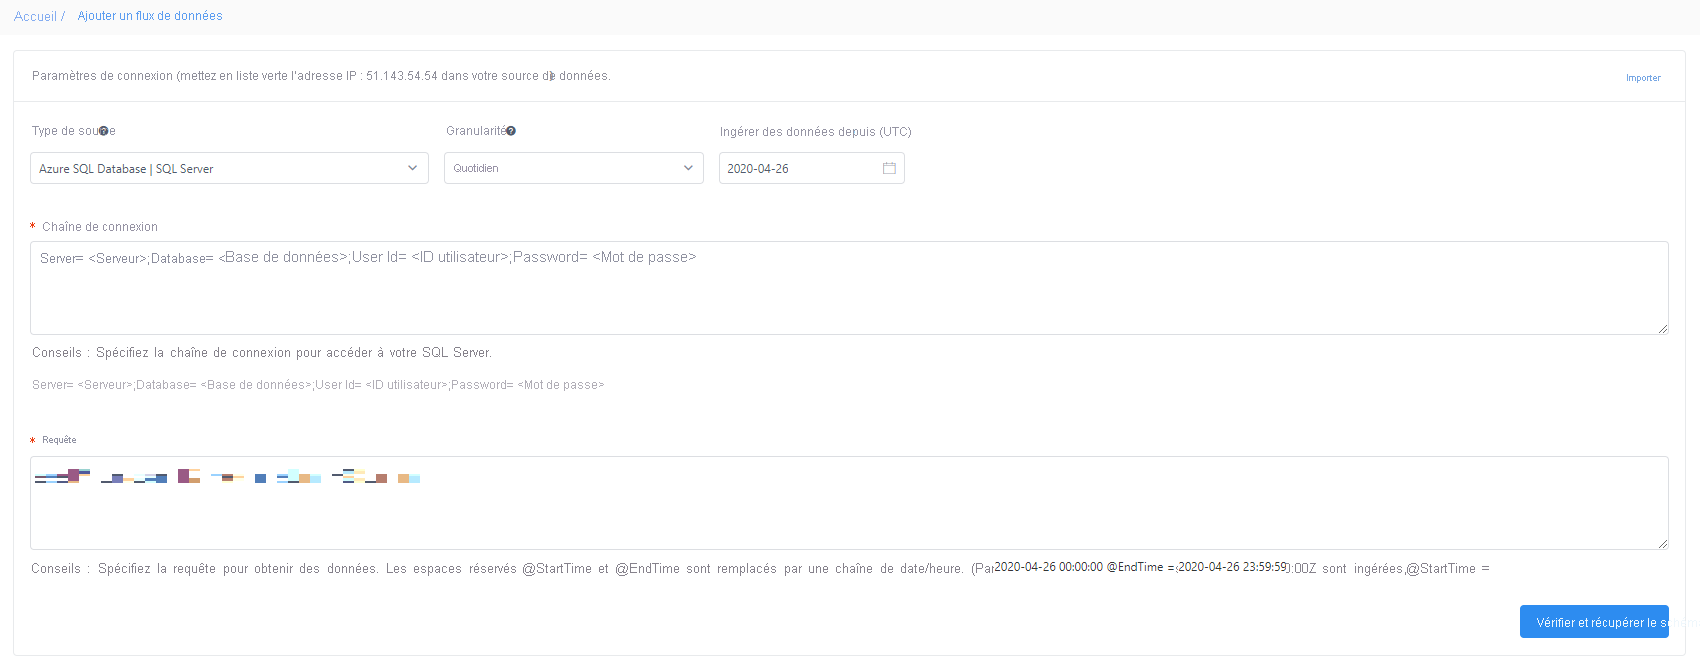 Accueil / Ajouter un flux de données
Paramètres de connexion (mettez en liste verte l'adresse IP : 51.143.54.54 dans votre source de données.
Importer
Type de source Granularité Ingérer des données depuis (UTC)
Azure SQL Database | SQL Server Quotidien 2020-04-26
* Chaîne de connexion
Server= <Serveur>;Database= <Base de données>;User Id= <ID utilisateur>;Password= <Mot de passe>
Conseils : Spécifiez la chaîne de connexion pour accéder à votre SQL Server.
Server= <Serveur>;Database= <Base de données>;User Id= <ID utilisateur>;Password= <Mot de passe>
* Requête
Conseils : Spécifiez la requête pour obtenir des données. Les espaces réservés @StartTime et @EndTime sont remplacés par une chaîne de date/heure. (Par 2020-04-26 00:00:00 @EndTime = 2020-04-26 23:59:59 0:00Z sont ingérées,@StartTime =
Vérifier et récupérer le schéma